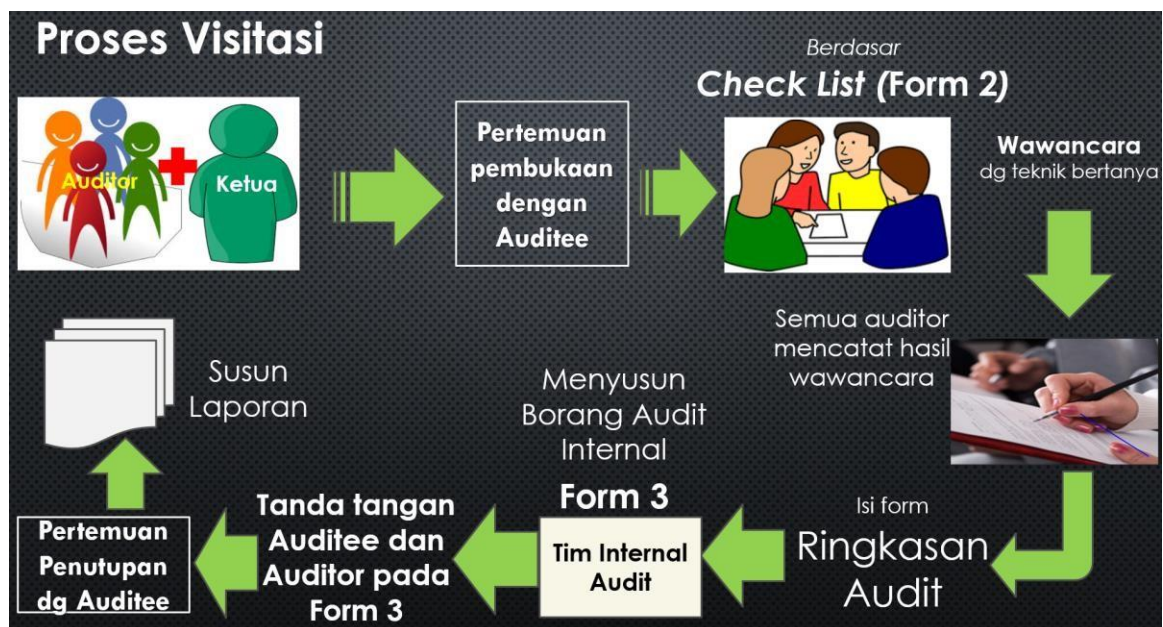 Proses Visitasi
Auditor
Ketua
Pertemuan
pembukaan
dengan
Auditee
Berdasar
Check List (Form 2)
Wawancara
dg teknik bertanya
Semua auditor
mencatat hasil
wawancara
Isi form
Ringkasan
Audit
Menyusun
Borang Audit
Internal
Form 3
Tim Internal
Audit
Tanda tangan
Auditee dan
Auditor pada
Form 3
Pertemuan
Penutupan
dg Auditee
Susun
Laporan